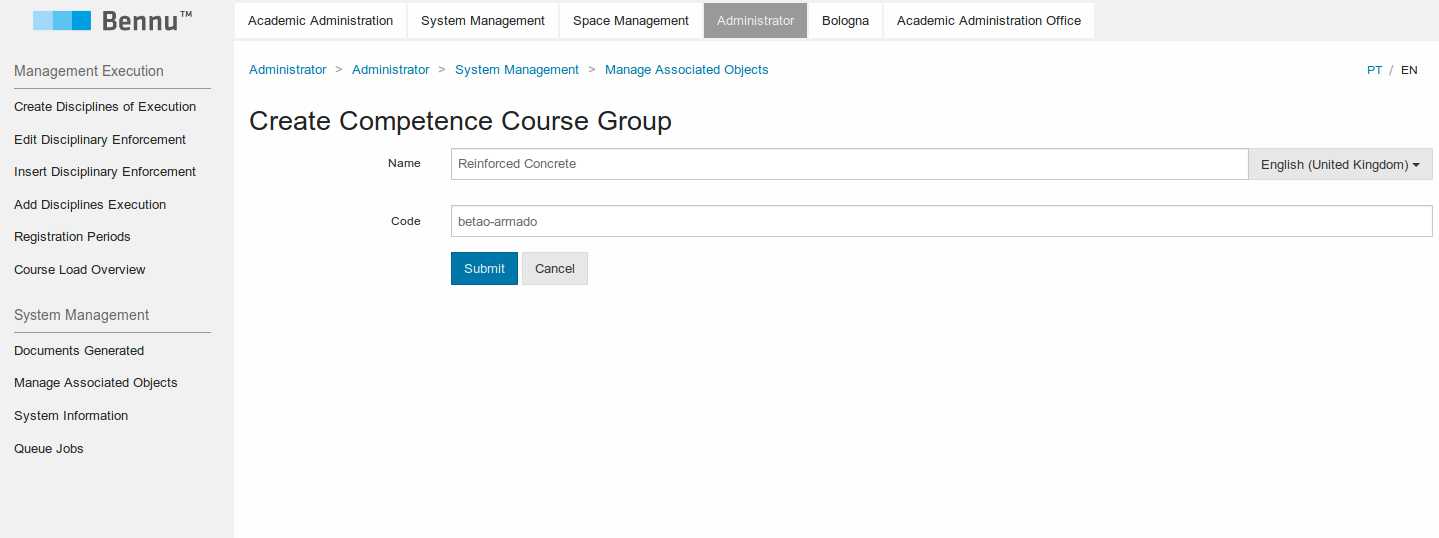 Bennu™
Academic Administration
System Management
Space Management
Administrator
Bologna
Academic Administration Office
Management Execution
Create Disciplines of Execution
Edit Disciplinary Enforcement
Insert Disciplinary Enforcement
Add Disciplines Execution
Registration Periods
Course Load Overview
System Management
Documents Generated
Manage Associated Objects
System Information
Queue Jobs
Administrator > Administrator > System Management > Manage Associated Objects
PT / EN
Create Competence Course Group
Name
Reinforced Concrete
English (United Kingdom)
Code
betao-armado
Submit
Cancel